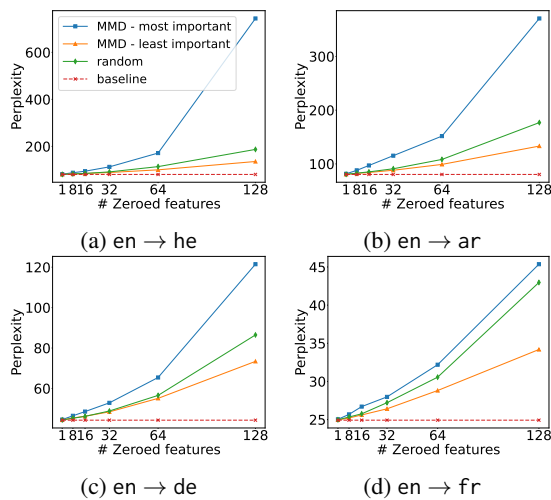 MMD - most important
MMD - least important
random
baseline
Perplexity
600
400
200
1 8 16 32 64 128
# Zeroed features
(a) en → he
Perplexity
300
200
100
1 8 16 32 64 128
# Zeroed features
(b) en → ar
Perplexity
120
100
80
60
1 8 16 32 64 128
# Zeroed features
(c) en → de
Perplexity
45
40
35
30
25
1 8 16 32 64 128
# Zeroed features
(d) en → fr